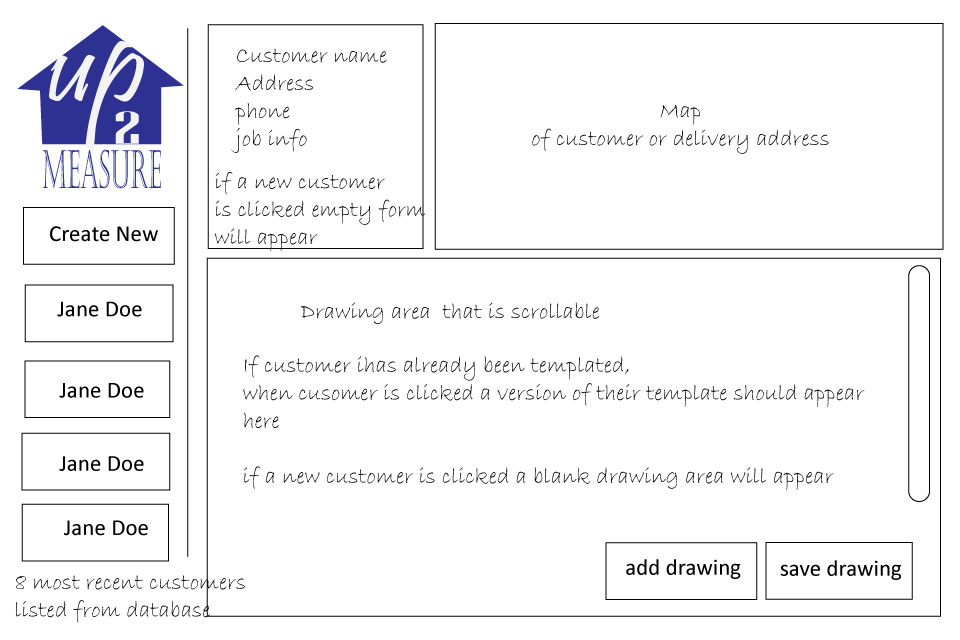 up
2
MEASURE
Create New
Jane Doe
Jane Doe
Jane Doe
Jane Doe
8 most recent customers
listed from database
Customer name
Address
phone
job info
if a new customer
is clicked empty form
will appear
Map
of customer or delivery address
Drawing area that is scrollable
If customer ihas already been templated,
when cusomer is clicked a version of their template should appear
here
if a new customer is clicked a blank drawing area will appear
add drawing
save drawing